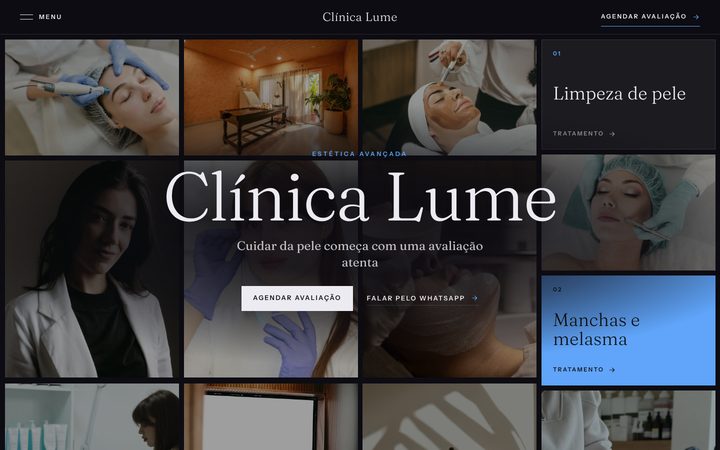 MENU
Clínica Lume
AGENDAR AVALIAÇÃO →
01
Limpeza de pele
TRATAMENTO →
ESTÉTICA AVANÇADA
Clínica Lume
Cuidar da pele começa com uma avaliação
atenta
AGENDAR AVALIAÇÃO
FALAR PELO WHATSAPP →
02
Manchas e
melasma
TRATAMENTO →